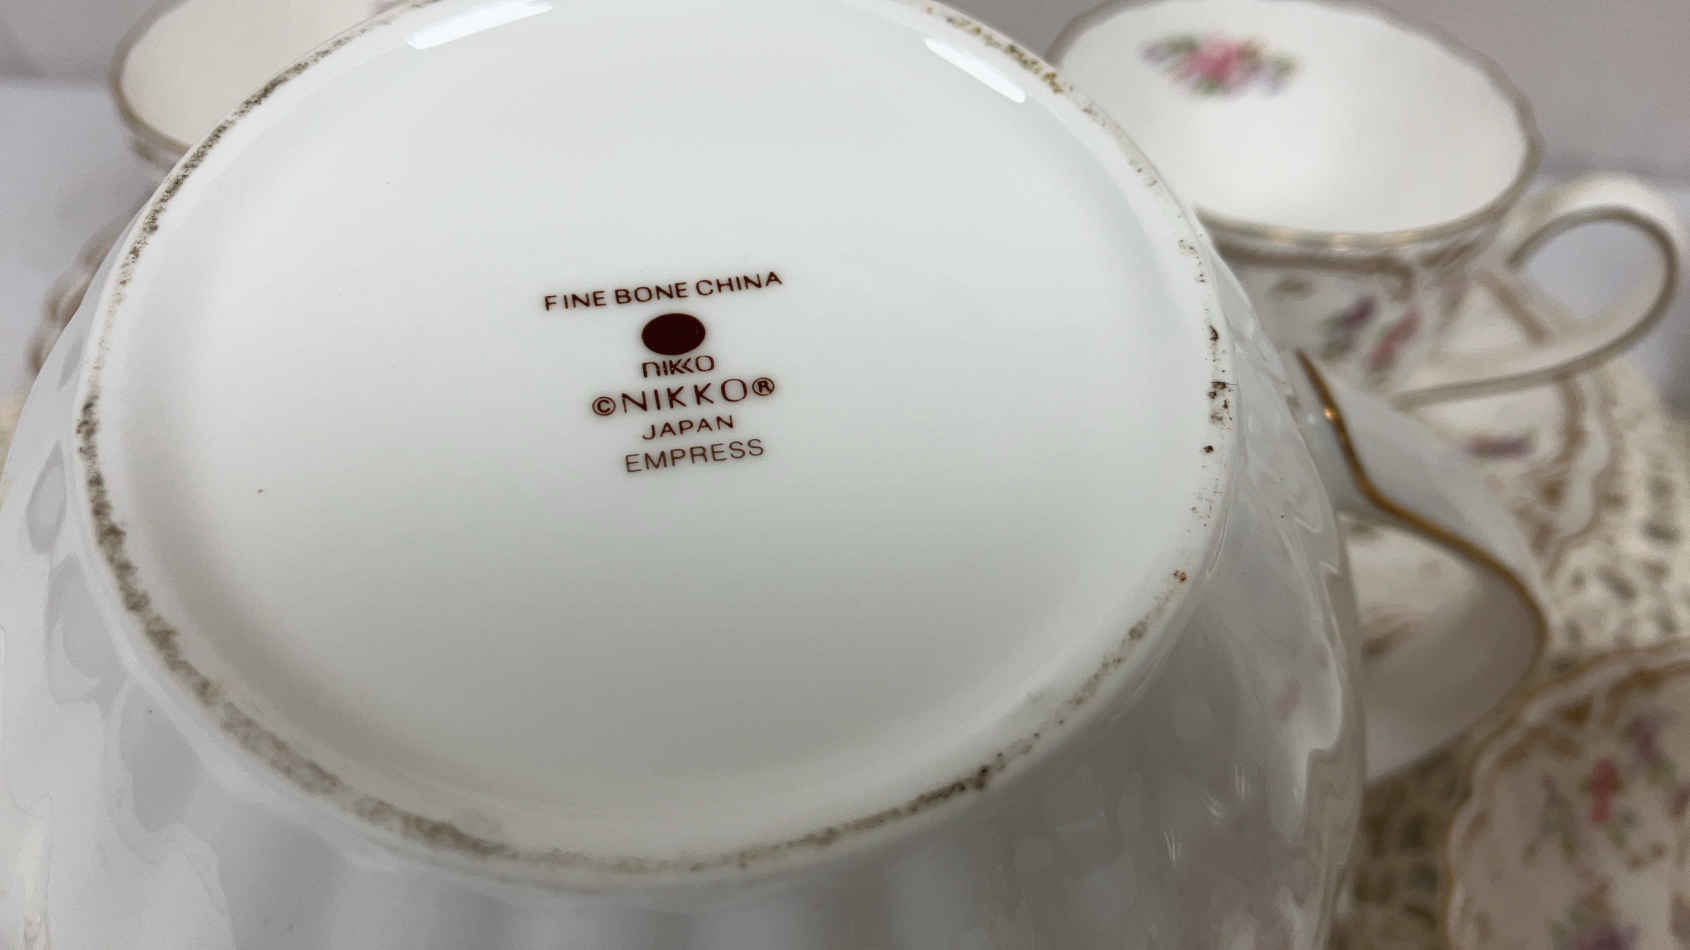 FINE BONE CHINA
nikko
©NIKKO®
JAPAN
EMPRESS